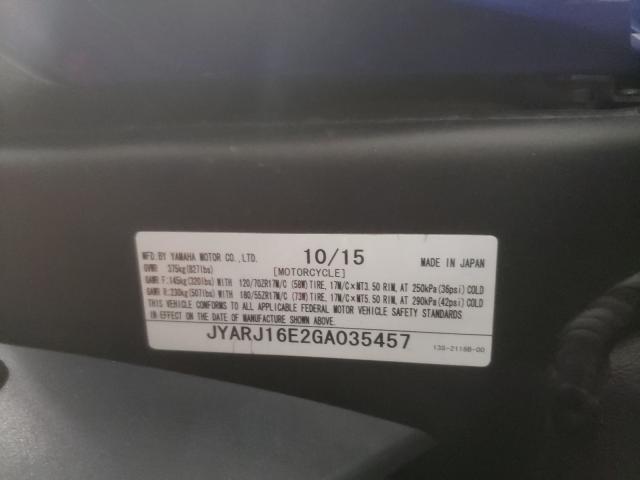 MFD.BY YAMAHA MOTOR CO.,LTD. 10/15 MADE IN JAPAN
GVWR 375kg(827lbs) [MOTORCYCLE]
GAWR F:145kg(320lbs)WITH 120/70ZR17M/C (58W)TIRE, 17M/C×MT3.50 RIM, AT 250kPa(36psi)COLD
GAWR R:230kg(507lbs)WITH 180/55ZR17M/C (73W)TIRE, 17M/C×MT5.50 RIM, AT 290kPa(42psi)COLD
THIS VEHICLE CONFORMS TO ALL APPLICABLE FEDERAL MOTOR VEHICLE SAFETY STANDARDS
IN EFFECT ON THE DATE OF MANUFACTURE SHOWN ABOVE.
JYARJ16E2GA035457 13S-2118B-00